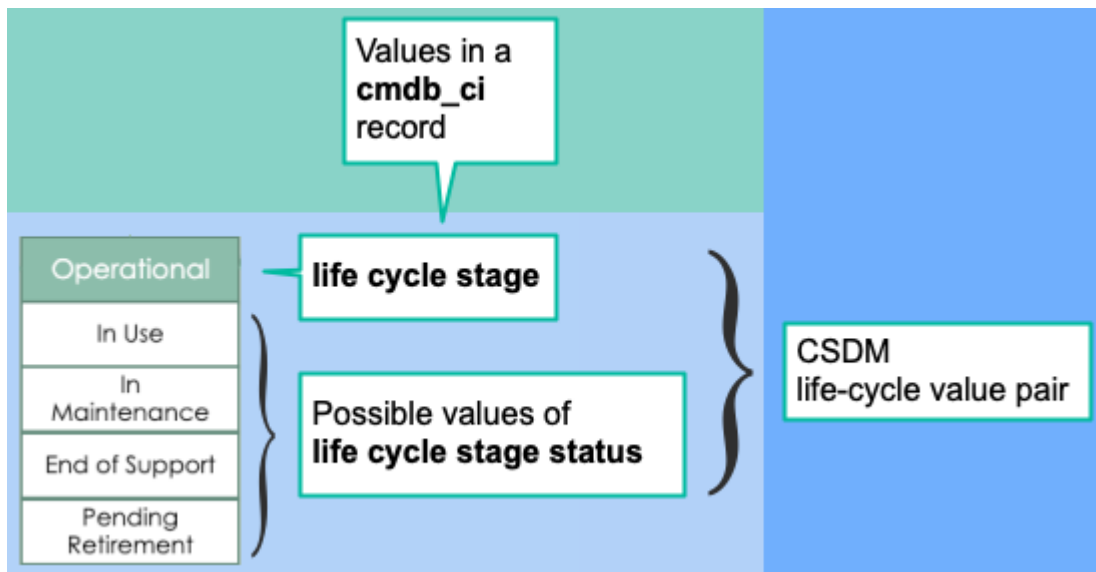 Values in a
cmdb_ci
record
Operational
life cycle stage
In Use
In
Maintenance
End of Support
Pending
Retirement
Possible values of
life cycle stage status
CSDM
life-cycle value pair